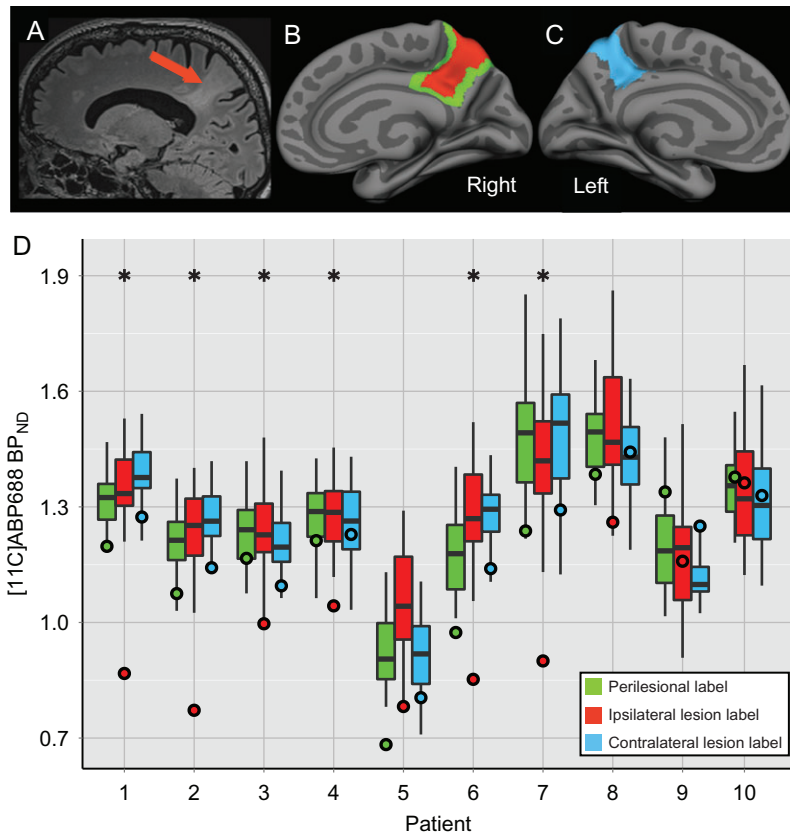 A
B
C
Right
Left
D
[11C]ABP688 BP_ND
1.9
1.6
1.3
1.0
0.7
* * * * * *
Perilesional label
Ipsilateral lesion label
Contralateral lesion label
1 2 3 4 5 6 7 8 9 10
Patient